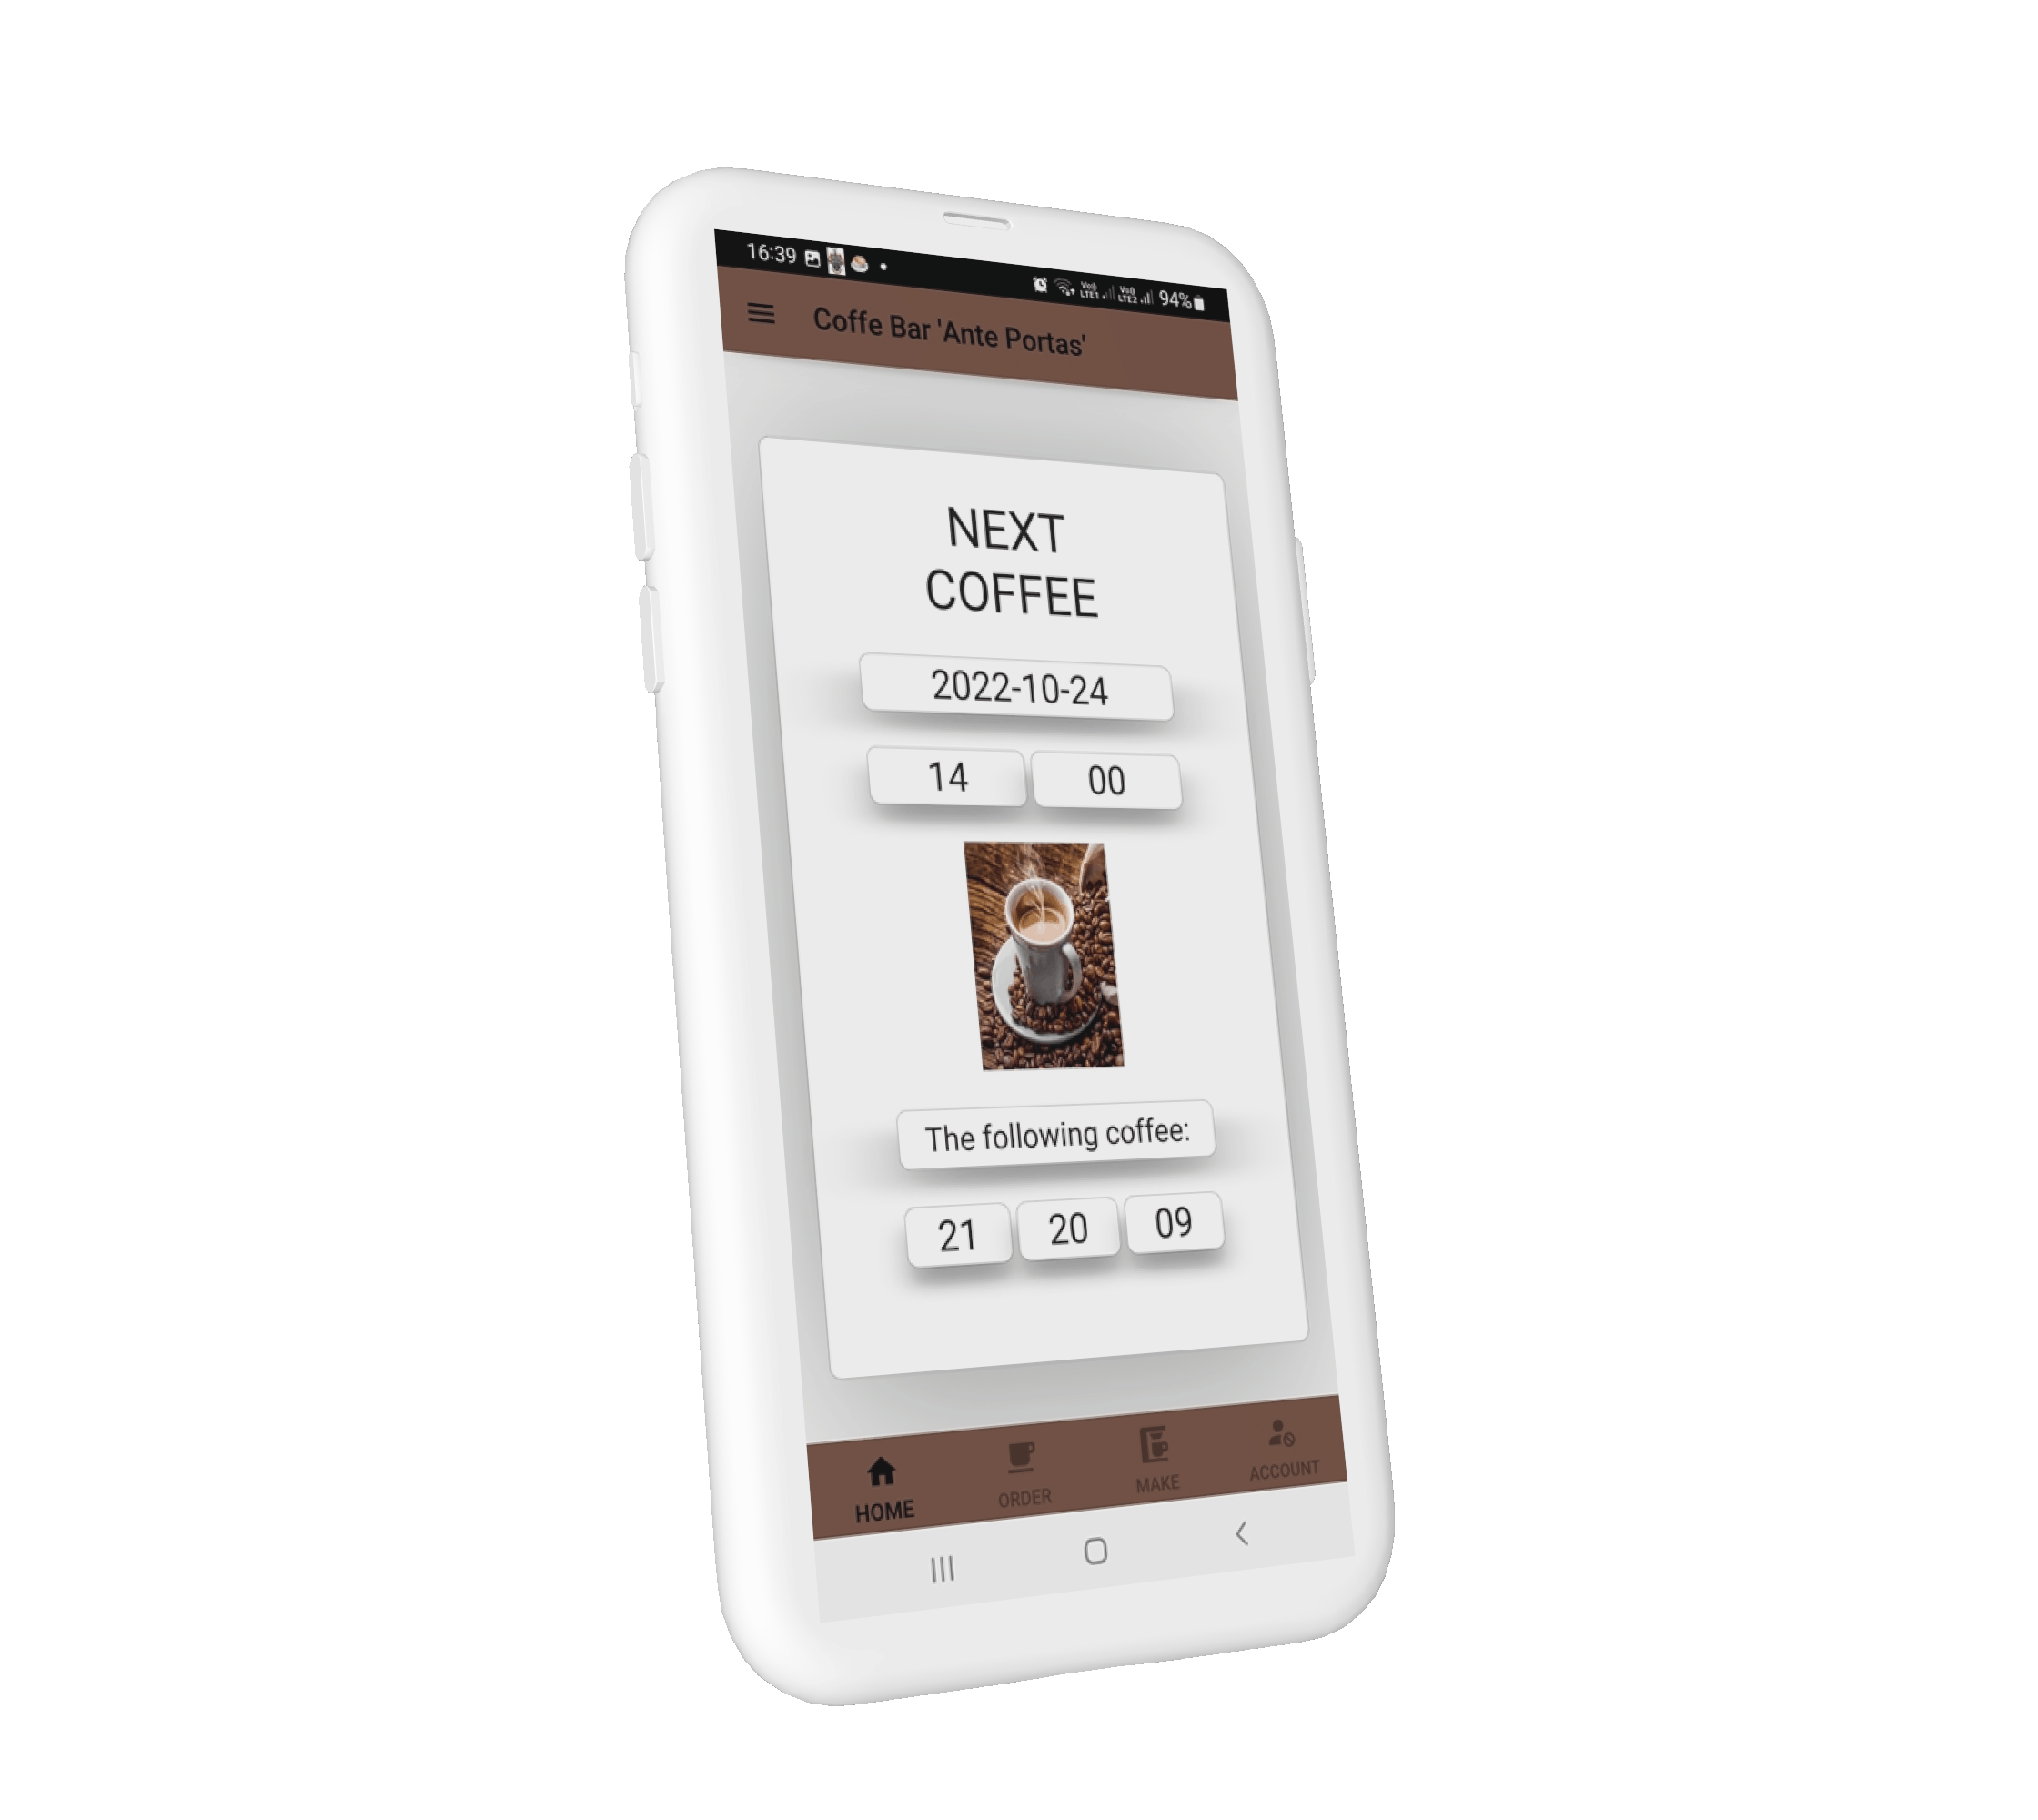 16:39
Vo)) LTE1 Vo)) LTE2 94%
Coffe Bar 'Ante Portas'
NEXT
COFFEE
2022-10-24
14 00
The following coffee:
21 20 09
HOME ORDER MAKE ACCOUNT